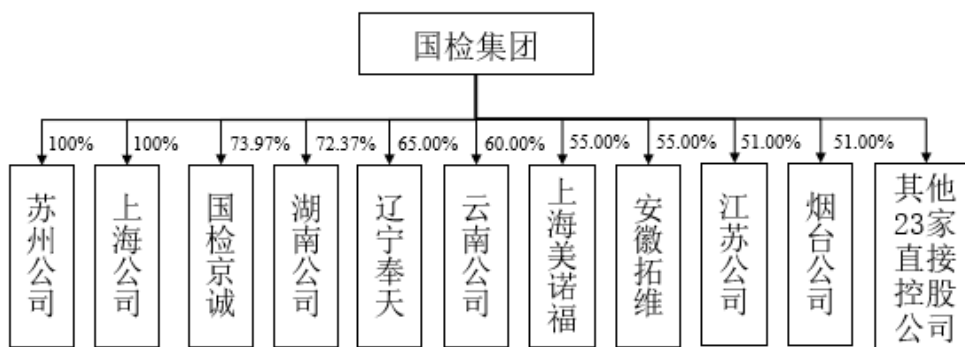 国检集团
100%
100%
73.97%
72.37%
65.00%
60.00%
55.00%
55.00%
51.00%
51.00%
苏州公司
上海公司
国检京诚
湖南公司
辽宁奉天
云南公司
上海美诺福
安徽拓维
江苏公司
烟台公司
其他
23家
直接
控股
公司